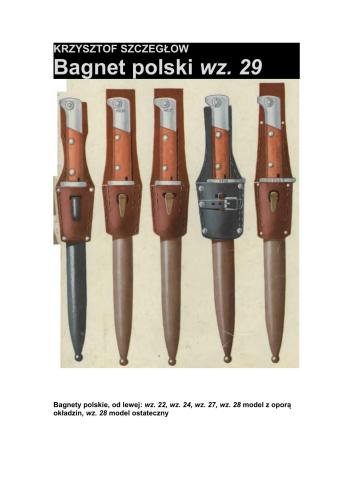 KRZYSZTOF SZCZEGŁOW
Bagnet polski wz. 29
Bagnety polskie, od lewej: wz. 22, wz. 24, wz. 27, wz. 28 model z oporą
okładzin, wz. 28 model ostateczny